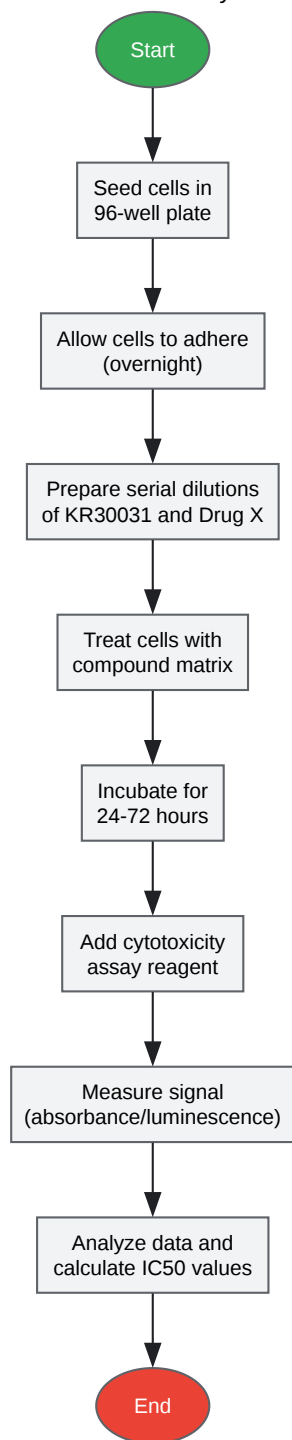 Start
Seed cells in
96-well plate
Allow cells to adhere
(overnight)
Prepare serial dilutions
of KR30031 and Drug X
Treat cells with
compound matrix
Incubate for
24-72 hours
Add cytotoxicity
assay reagent
Measure signal
(absorbance/luminescence)
Analyze data and
calculate IC50 values
End